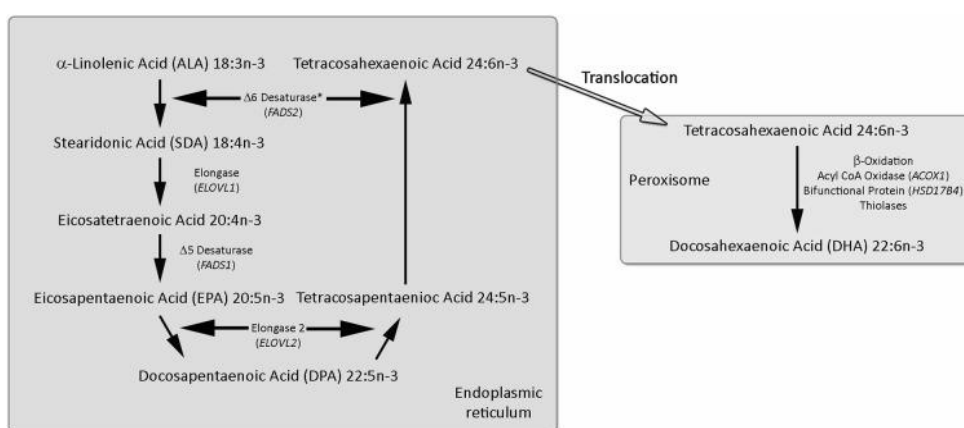 α-Linolenic Acid (ALA) 18:3n-3
Tetracosahexaenoic Acid 24:6n-3
Δ6 Desaturase*
(FADS2)
Stearidonic Acid (SDA) 18:4n-3
Elongase
(ELOVL1)
Eicosatetraenoic Acid 20:4n-3
Δ5 Desaturase
(FADS1)
Eicosapentaenoic Acid (EPA) 20:5n-3
Tetracosapentaenioc Acid 24:5n-3
Elongase 2
(ELOVL2)
Docosapentaenoic Acid (DPA) 22:5n-3
Endoplasmic
reticulum
Translocation
Tetracosahexaenoic Acid 24:6n-3
Peroxisome
β-Oxidation
Acyl CoA Oxidase (ACOX1)
Bifunctional Protein (HSD17B4)
Thiolases
Docosahexaenoic Acid (DHA) 22:6n-3